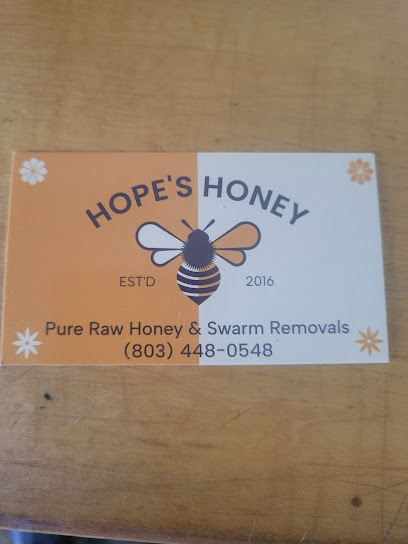 HOPE'S HONEY
EST'D 2016
Pure Raw Honey & Swarm Removals
(803) 448-0548